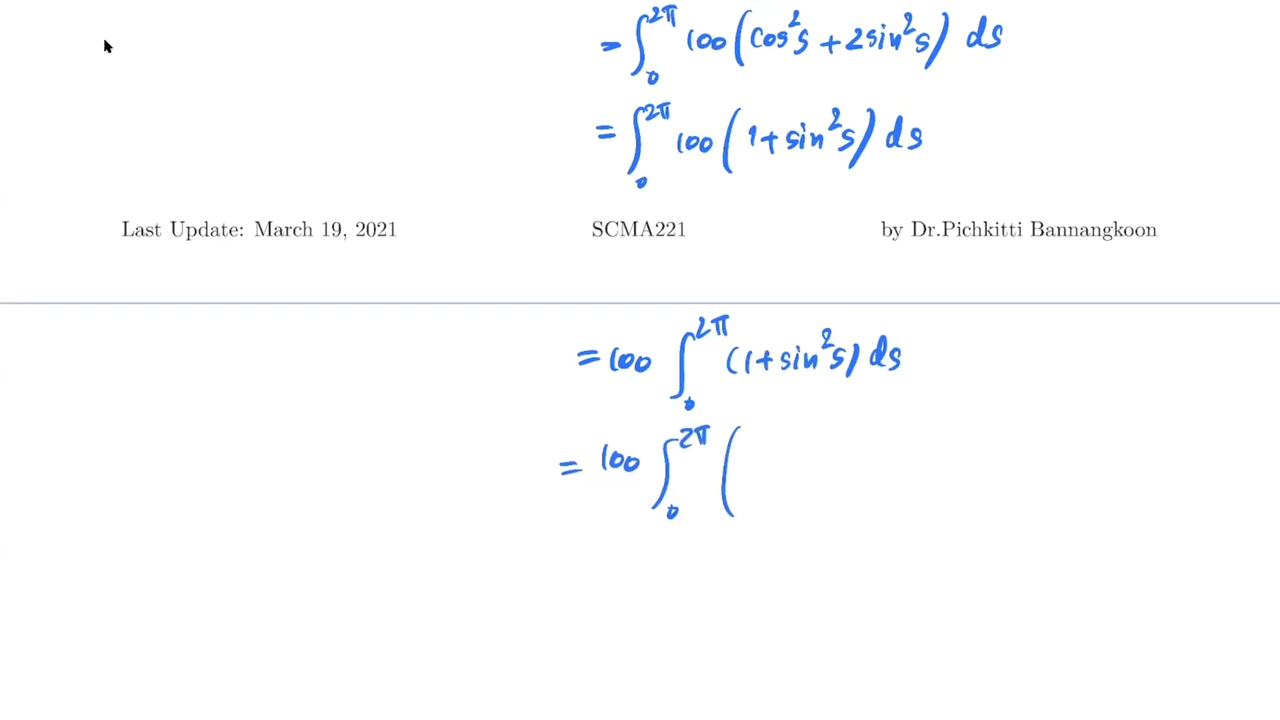 = ∫₀^{2π} 100 (cos²s + 2sin²s) ds
= ∫₀^{2π} 100 (1 + sin²s) ds
Last Update: March 19, 2021 SCMA221 by Dr.Pichkitti Bannangkoon
= 100 ∫₀^{2π} (1 + sin²s) ds
= 100 ∫₀^{2π} (